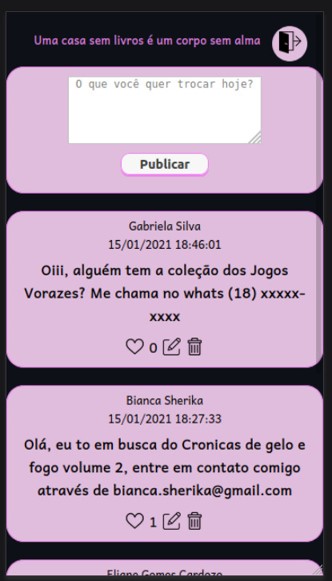 Uma casa sem livros é um corpo sem alma
O que você quer trocar hoje?
Publicar
Gabriela Silva
15/01/2021 18:46:01
Oiii, alguém tem a coleção dos Jogos
Vorazes? Me chama no whats (18) xxxxx-
xxxx
0
Bianca Sherika
15/01/2021 18:27:33
Olá, eu to em busca do Cronicas de gelo e
fogo volume 2, entre em contato comigo
através de bianca.sherika@gmail.com
1
Eliane Gomes Cardozo